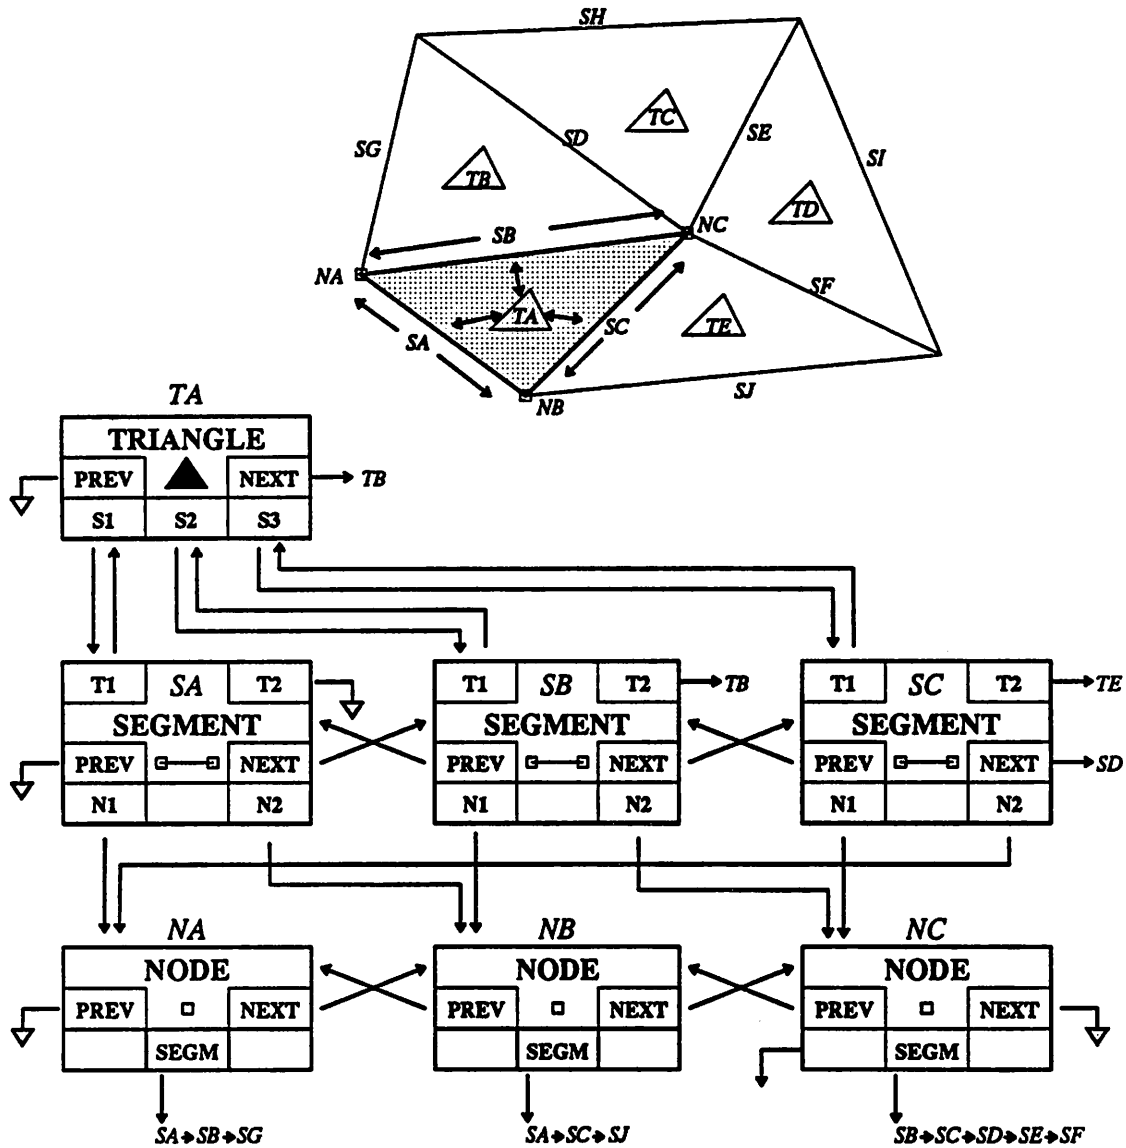 SH
TC
SD
SE
SG
SI
TB
TD
NC
SB
NA
SF
TA
SC
TE
SA
SJ
NB
TA
TRIANGLE
PREV NEXT TB
S1 S2 S3
T1 SA T2
T1 SB T2 TB
T1 SC T2 TE
SEGMENT SEGMENT SEGMENT
PREV NEXT PREV NEXT PREV NEXT SD
N1 N2 N1 N2 N1 N2
NA NB NC
NODE NODE NODE
PREV NEXT PREV NEXT PREV NEXT
SEGM SEGM SEGM
SA→SB→SG SA→SC→SJ SB→SC→SD→SE→SF